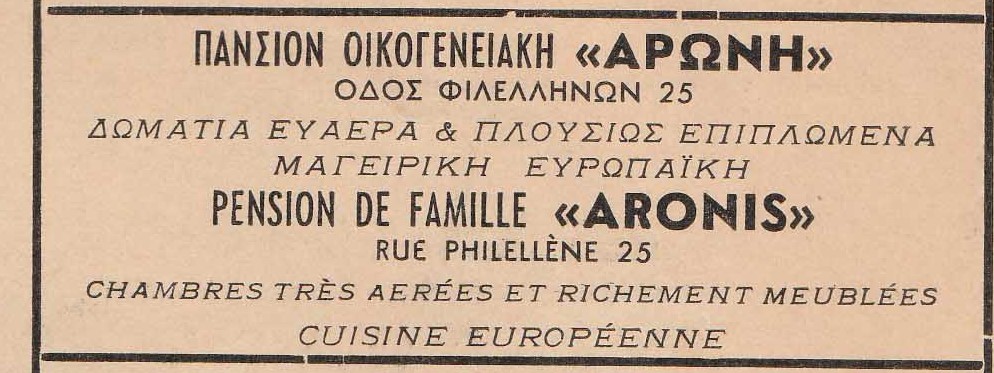 ΠΑΝΣΙΟΝ ΟΙΚΟΓΕΝΕΙΑΚΗ «ΑΡΩΝΗ»
ΟΔΟΣ ΦΙΛΕΛΛΗΝΩΝ 25
ΔΩΜΑΤΙΑ ΕΥΑΕΡΑ & ΠΛΟΥΣΙΩΣ ΕΠΙΠΛΩΜΕΝΑ
ΜΑΓΕΙΡΙΚΗ ΕΥΡΩΠΑΪΚΗ
PENSION DE FAMILLE «ARONIS»
RUE PHILELLÈNE 25
CHAMBRES TRÈS AERÉES ET RICHEMENT MEUBLÉES
CUISINE EUROPÉENNE